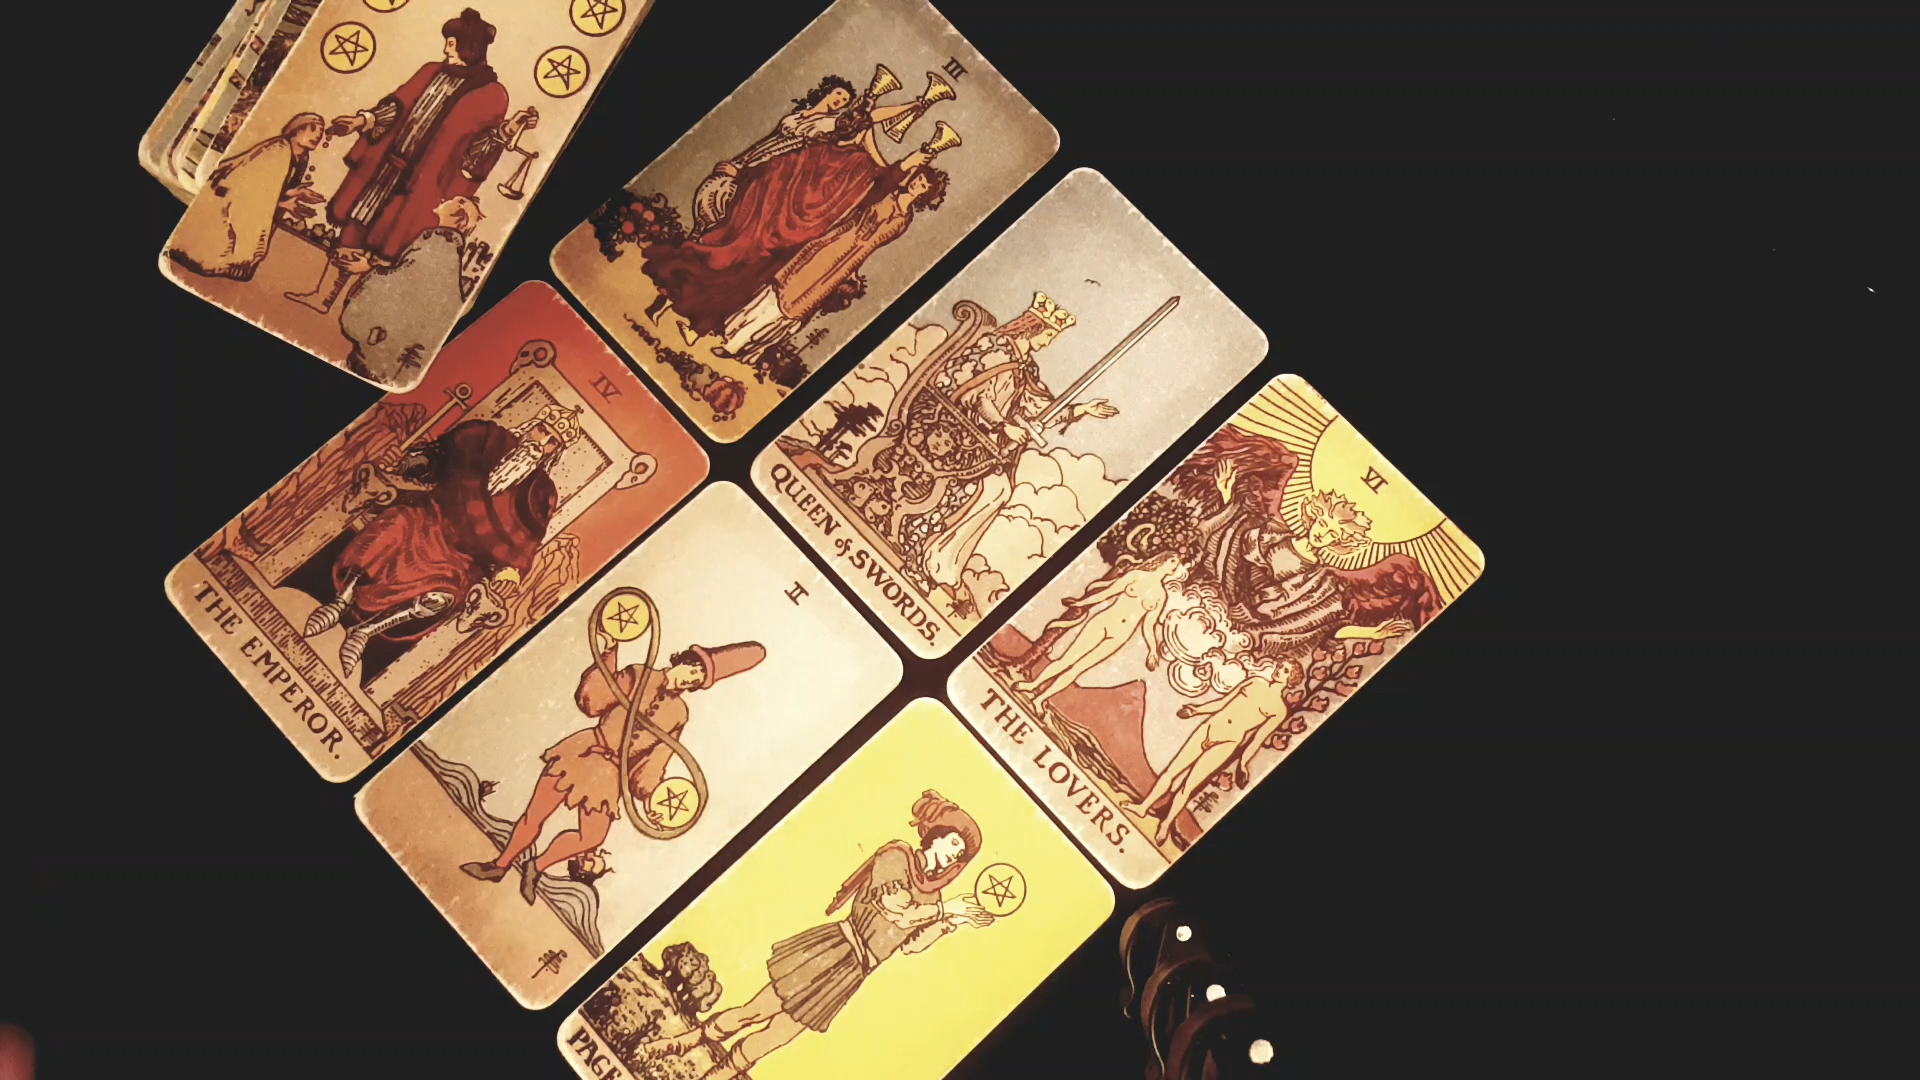 III
QUEEN of SWORDS.
IV
THE EMPEROR.
VI
THE LOVERS.
II
PAGE